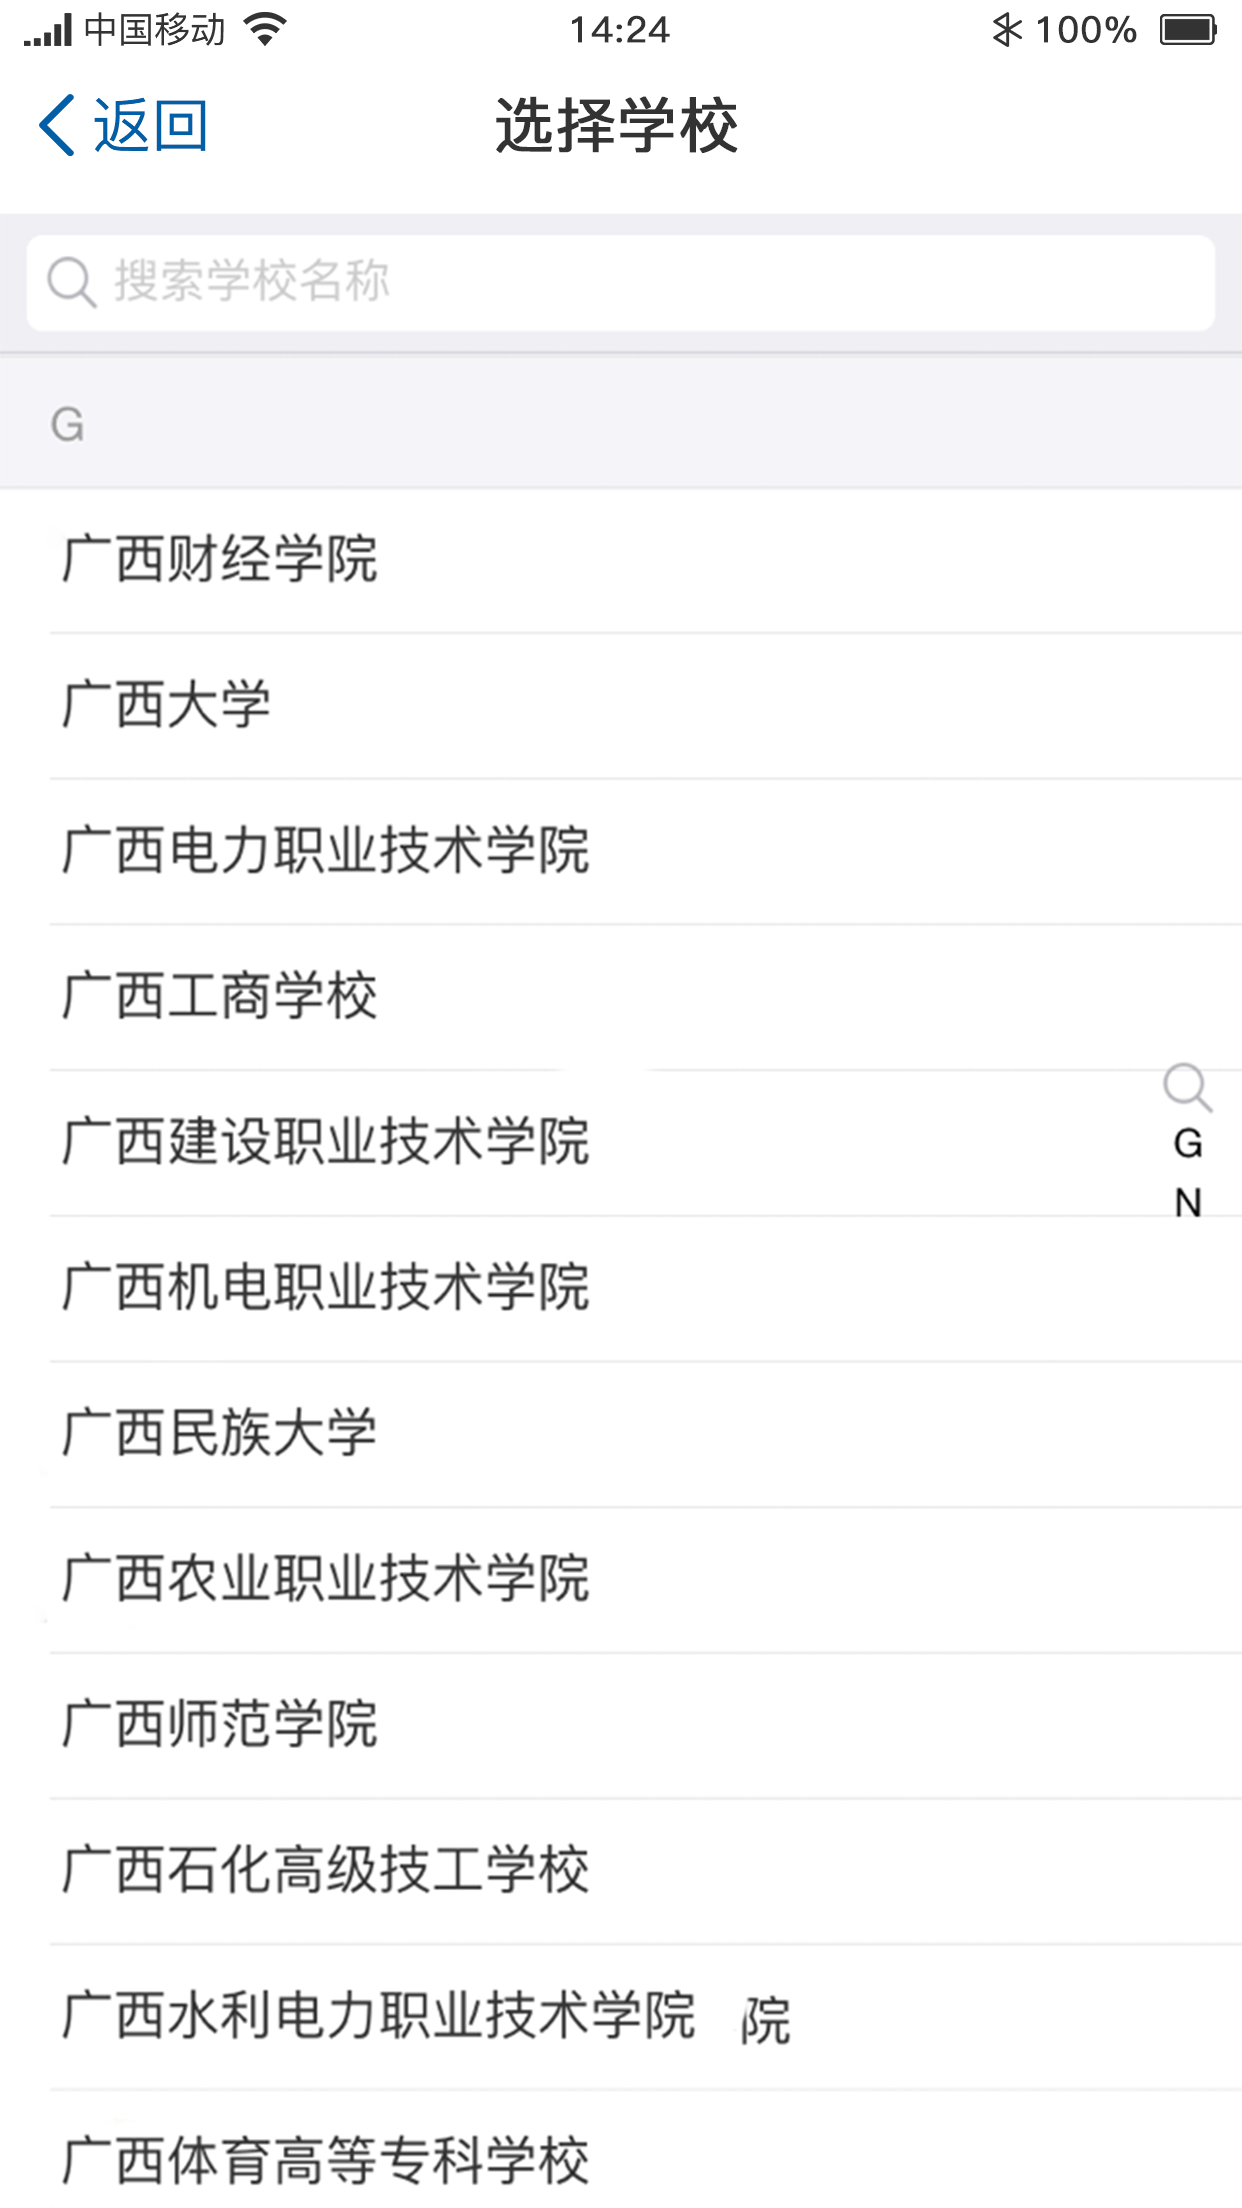 中国移动 14:24 100%
返回 选择学校
搜索学校名称
G
广西财经学院
广西大学
广西电力职业技术学院
广西工商学校
广西建设职业技术学院
G
N
广西机电职业技术学院
广西民族大学
广西农业职业技术学院
广西师范学院
广西石化高级技工学校
广西水利电力职业技术学院 院
广西体育高等专科学校